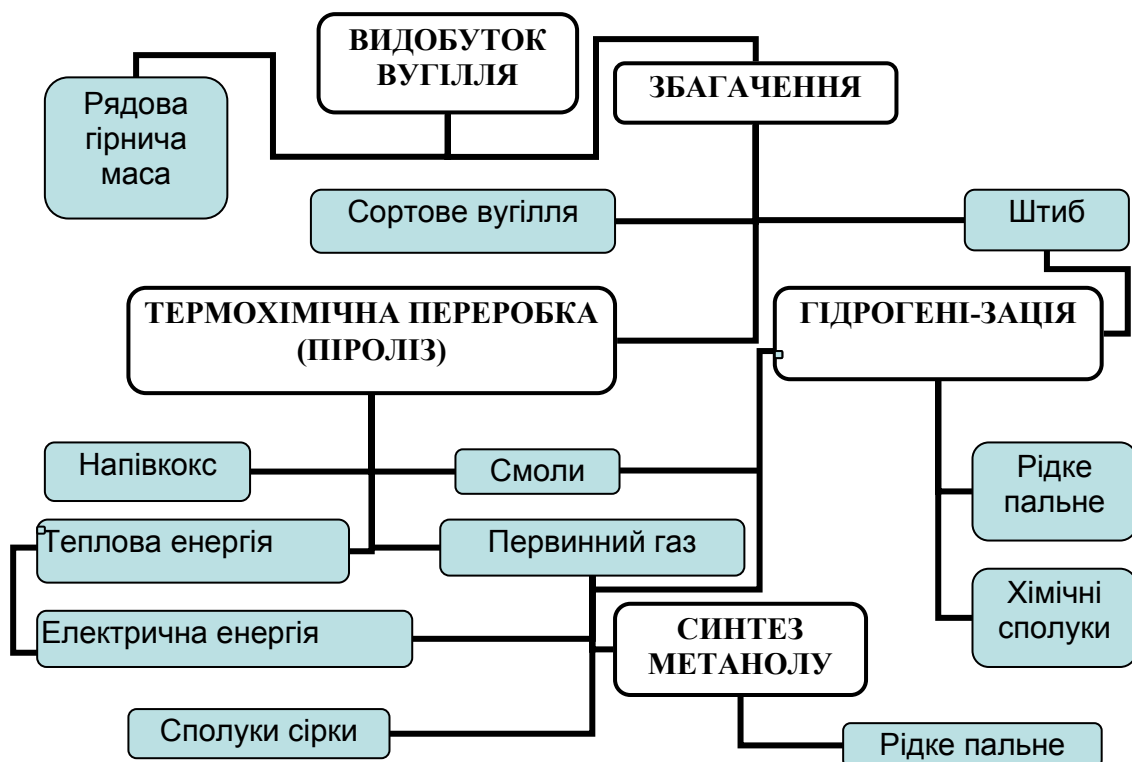 ВИДОБУТОК
ВУГІЛЛЯ
ЗБАГАЧЕННЯ
Рядова
гірнича
маса
Сортове вугілля
Штиб
ТЕРМОХІМІЧНА ПЕРЕРОБКА
(ПІРОЛІЗ)
ГІДРОГЕНІ-ЗАЦІЯ
Напівкокс
Смоли
Рідке
пальне
Теплова енергія
Первинний газ
Хімічні
сполуки
Електрична енергія
СИНТЕЗ
МЕТАНОЛУ
Сполуки сірки
Рідке пальне